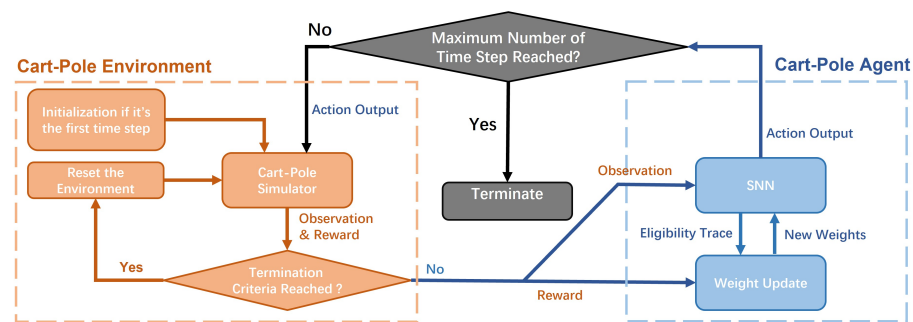 No
Maximum Number of
Time Step Reached?
Cart-Pole Environment
Cart-Pole Agent
Initialization if it's
the first time step
Action Output
Yes
Action Output
Reset the
Environment
Cart-Pole
Simulator
Observation
Terminate
SNN
Observation
& Reward
Eligibility Trace
New Weights
Yes
Termination
Criteria Reached ?
No
Reward
Weight Update